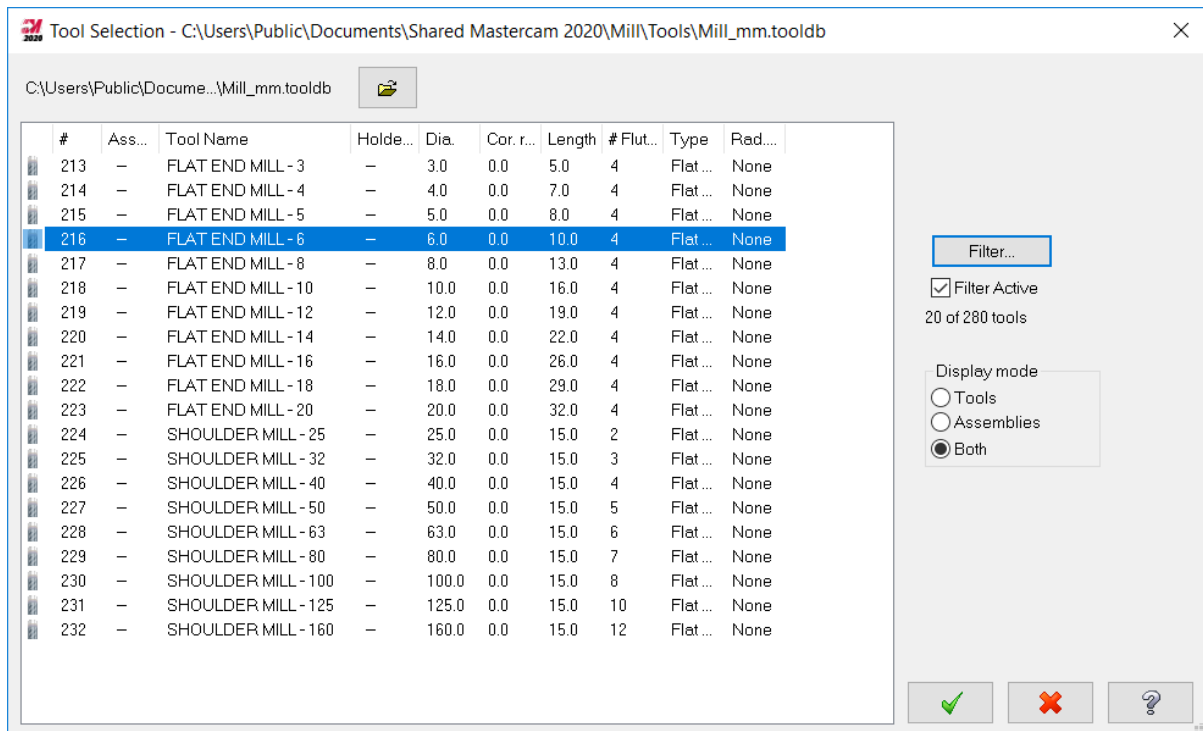 2020 Tool Selection - C:\Users\Public\Documents\Shared Mastercam 2020\Mill\Tools\Mill_mm.tooldb
C:\Users\Public\Docume...\Mill_mm.tooldb
# Ass... Tool Name Holde... Dia. Cor. r... Length # Flut... Type Rad....
213 – FLAT END MILL - 3 – 3.0 0.0 5.0 4 Flat ... None
214 – FLAT END MILL - 4 – 4.0 0.0 7.0 4 Flat ... None
215 – FLAT END MILL - 5 – 5.0 0.0 8.0 4 Flat ... None
216 – FLAT END MILL - 6 – 6.0 0.0 10.0 4 Flat ... None
217 – FLAT END MILL - 8 – 8.0 0.0 13.0 4 Flat ... None
218 – FLAT END MILL - 10 – 10.0 0.0 16.0 4 Flat ... None
219 – FLAT END MILL - 12 – 12.0 0.0 19.0 4 Flat ... None
220 – FLAT END MILL - 14 – 14.0 0.0 22.0 4 Flat ... None
221 – FLAT END MILL - 16 – 16.0 0.0 26.0 4 Flat ... None
222 – FLAT END MILL - 18 – 18.0 0.0 29.0 4 Flat ... None
223 – FLAT END MILL - 20 – 20.0 0.0 32.0 4 Flat ... None
224 – SHOULDER MILL - 25 – 25.0 0.0 15.0 2 Flat ... None
225 – SHOULDER MILL - 32 – 32.0 0.0 15.0 3 Flat ... None
226 – SHOULDER MILL - 40 – 40.0 0.0 15.0 4 Flat ... None
227 – SHOULDER MILL - 50 – 50.0 0.0 15.0 5 Flat ... None
228 – SHOULDER MILL - 63 – 63.0 0.0 15.0 6 Flat ... None
229 – SHOULDER MILL - 80 – 80.0 0.0 15.0 7 Flat ... None
230 – SHOULDER MILL - 100 – 100.0 0.0 15.0 8 Flat ... None
231 – SHOULDER MILL - 125 – 125.0 0.0 15.0 10 Flat ... None
232 – SHOULDER MILL - 160 – 160.0 0.0 15.0 12 Flat ... None
Filter...
Filter Active
20 of 280 tools
Display mode
Tools
Assemblies
Both